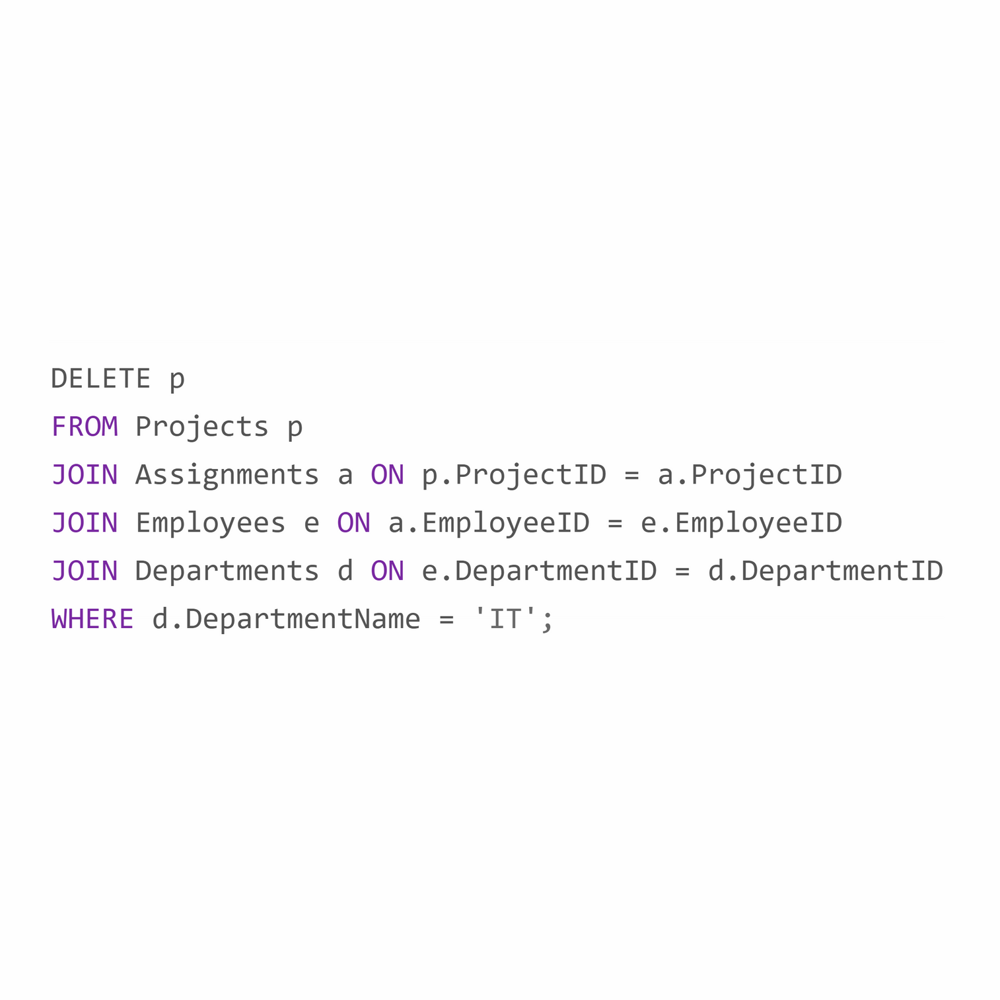 DELETE p
FROM Projects p
JOIN Assignments a ON p.ProjectID = a.ProjectID
JOIN Employees e ON a.EmployeeID = e.EmployeeID
JOIN Departments d ON e.DepartmentID = d.DepartmentID
WHERE d.DepartmentName = 'IT';